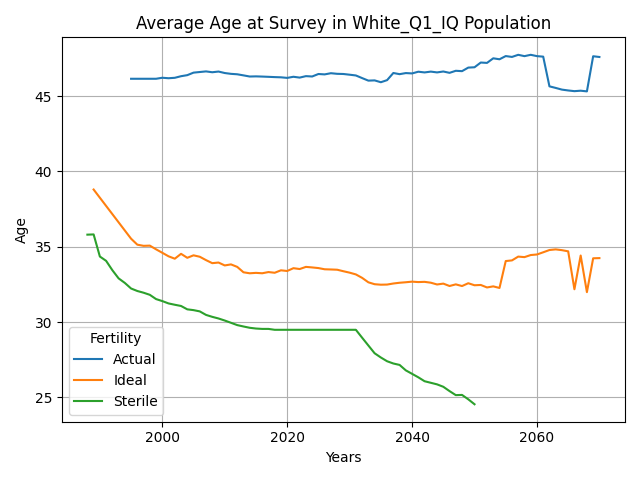 Average Age at Survey in White_Q1_IQ Population
Age
45
40
35
30
25
Fertility
Actual
Ideal
Sterile
2000 2020 2040 2060
Years